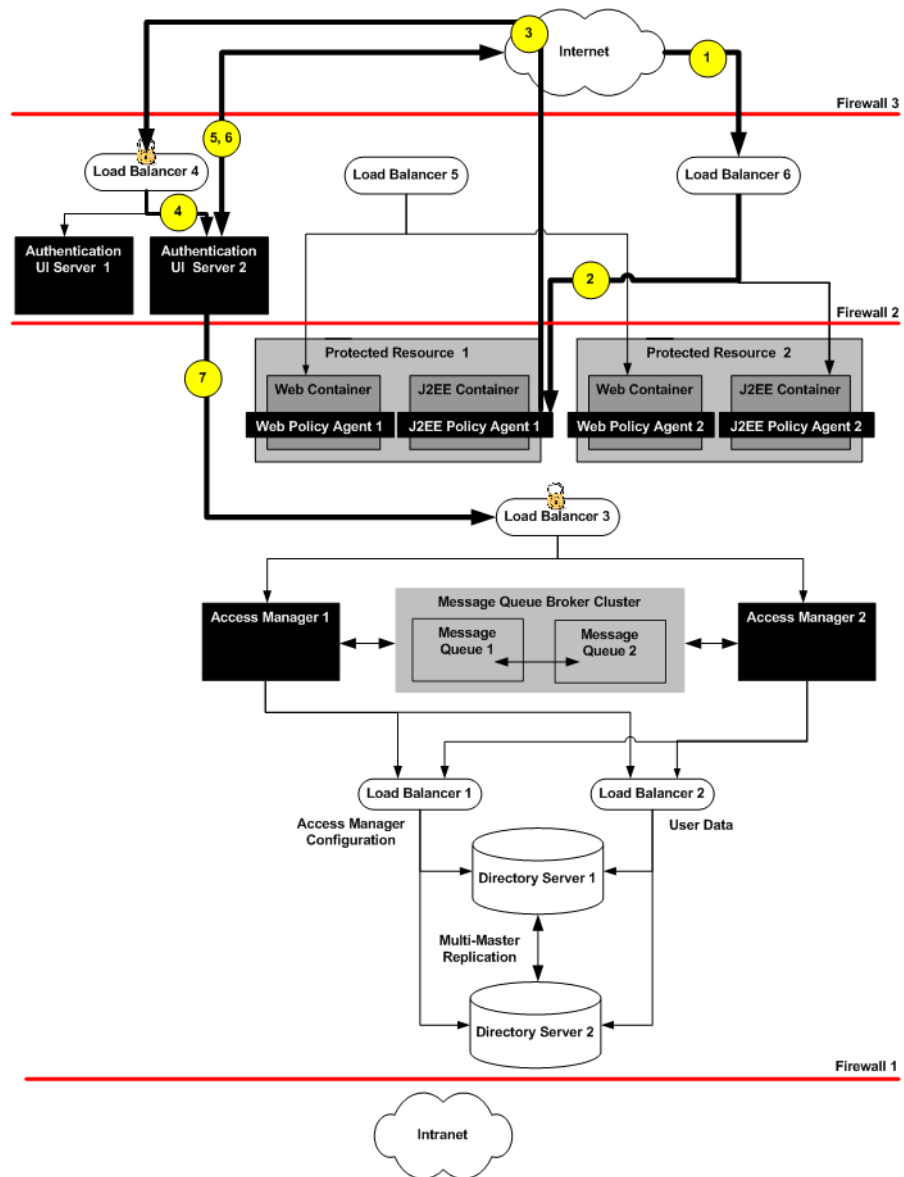 3
Internet
1
Firewall 3
5, 6
Load Balancer 4
Load Balancer 5
Load Balancer 6
4
Authentication
UI Server 1
Authentication
UI Server 2
2
Firewall 2
7
Protected Resource 1
Web Container
J2EE Container
Web Policy Agent 1
J2EE Policy Agent 1
Protected Resource 2
Web Container
J2EE Container
Web Policy Agent 2
J2EE Policy Agent 2
Load Balancer 3
Access Manager 1
Message Queue Broker Cluster
Message
Queue 1
Message
Queue 2
Access Manager 2
Load Balancer 1
Load Balancer 2
Access Manager
Configuration
User Data
Directory Server 1
Multi-Master
Replication
Directory Server 2
Firewall 1
Intranet